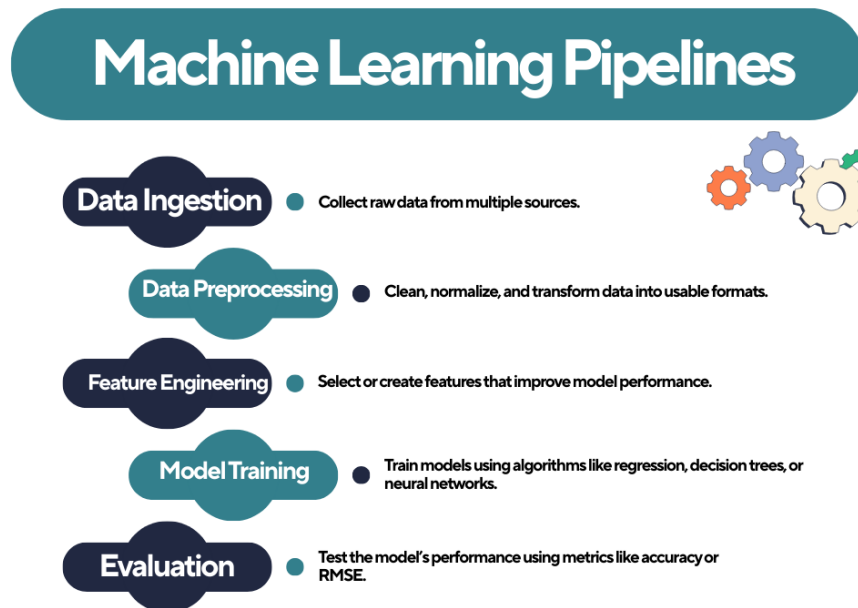 Machine Learning Pipelines
Data Ingestion
Collect raw data from multiple sources.
Data Preprocessing
Clean, normalize, and transform data into usable formats.
Feature Engineering
Select or create features that improve model performance.
Model Training
Train models using algorithms like regression, decision trees, or
neural networks.
Evaluation
Test the model’s performance using metrics like accuracy or
RMSE.